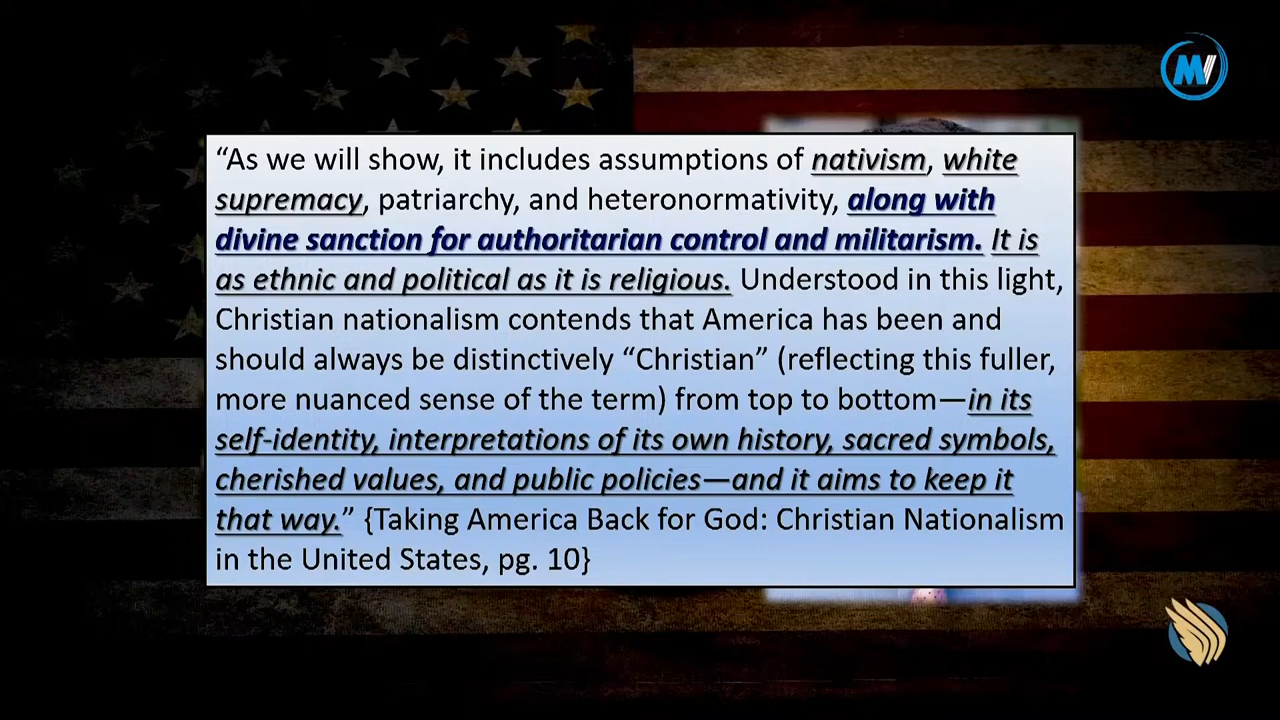 “As we will show, it includes assumptions of nativism, white
supremacy, patriarchy, and heteronormativity, along with
divine sanction for authoritarian control and militarism. It is
as ethnic and political as it is religious. Understood in this light,
Christian nationalism contends that America has been and
should always be distinctively “Christian” (reflecting this fuller,
more nuanced sense of the term) from top to bottom—in its
self-identity, interpretations of its own history, sacred symbols,
cherished values, and public policies—and it aims to keep it
that way.” {Taking America Back for God: Christian Nationalism
in the United States, pg. 10}
MV